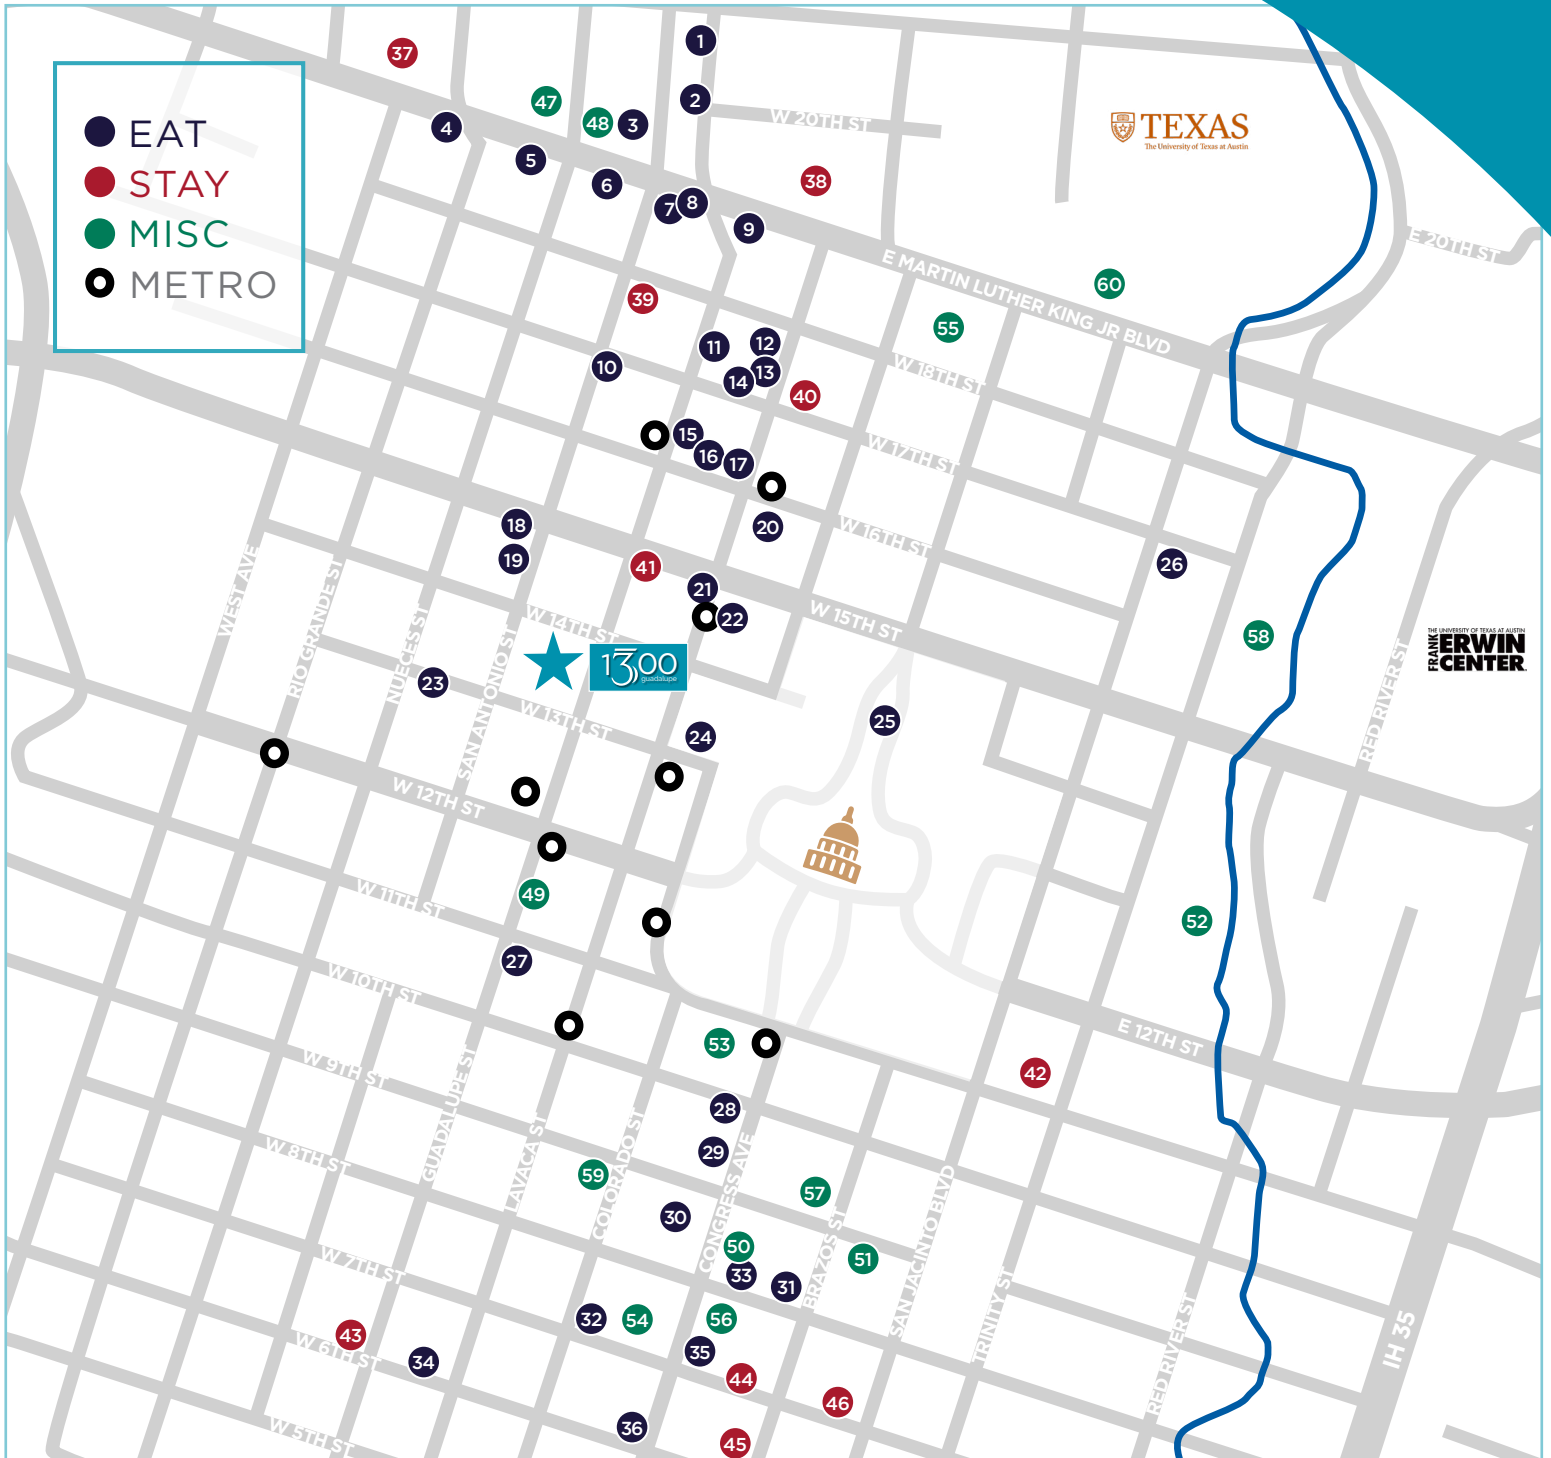 EAT
STAY
MISC
METRO
37
1
47
2
48
3
4
W 20TH ST
TEXAS
The University of Texas at Austin
5
6
38
7
8
9
E 20TH ST
E MARTIN LUTHER KING JR BLVD
60
39
55
11
12
10
13
14
W 18TH ST
40
15
16
17
W 17TH ST
18
20
W 16TH ST
19
41
26
21
22
WEST AVE
RIO GRANDE ST
W 14TH ST
W 15TH ST
58
THE UNIVERSITY OF TEXAS AT AUSTIN
FRANK
ERWIN
CENTER
1300
guadalupe
NUECES ST
SAN ANTONIO ST
23
RED RIVER ST
W 13TH ST
25
24
W 12TH ST
49
W 11TH ST
52
27
W 10TH ST
53
E 12TH ST
W 9TH ST
42
28
GUADALUPE ST
LAVACA ST
COLORADO ST
W 8TH ST
29
CONGRESS AVE
59
57
30
50
51
BRAZOS ST
SAN JACINTO BLVD
W 7TH ST
33
31
TRINITY ST
32
54
56
RED RIVER ST
IH 35
43
W 6TH ST
34
35
44
46
36
45
W 5TH ST